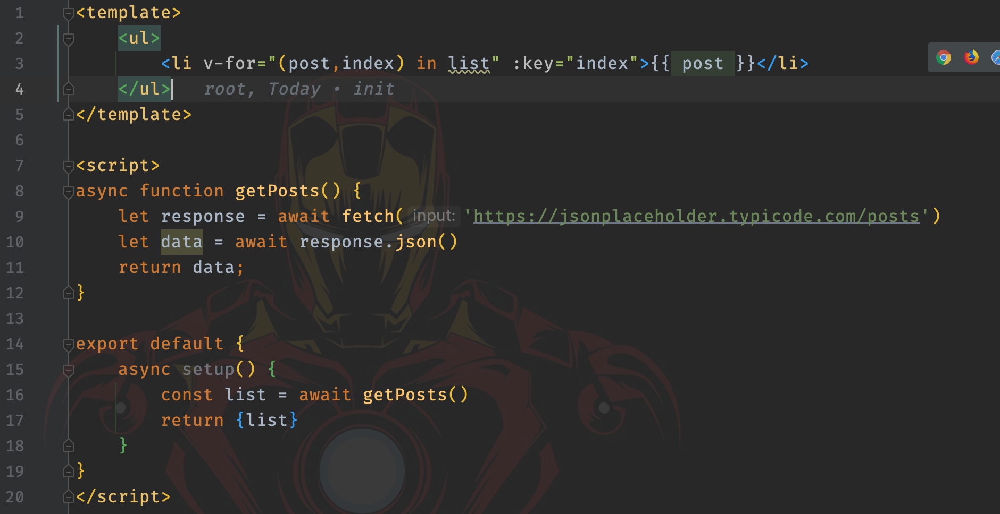 1 <template>
2     <ul>
3         <li v-for="(post,index) in list" :key="index">{{ post }}</li>
4     </ul>   root, Today • init
5 </template>
6
7 <script>
8 async function getPosts() {
9     let response = await fetch( input: 'https://jsonplaceholder.typicode.com/posts')
10     let data = await response.json()
11     return data;
12 }
13
14 export default {
15     async setup() {
16         const list = await getPosts()
17         return {list}
18     }
19 }
20 </script>